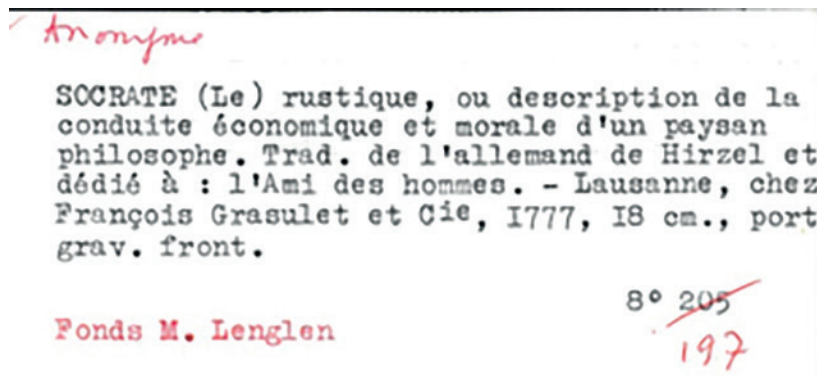 Anonyme
SOCRATE (Le) rustique, ou description de la
conduite économique et morale d'un paysan
philosophe. Trad. de l'allemand de Hirzel et
dédié à : l'Ami des hommes. - Lausanne, chez
François Grasulet et Cie, I777, I8 cm., port
grav. front.
8° 205
Fonds M. Lenglen
197